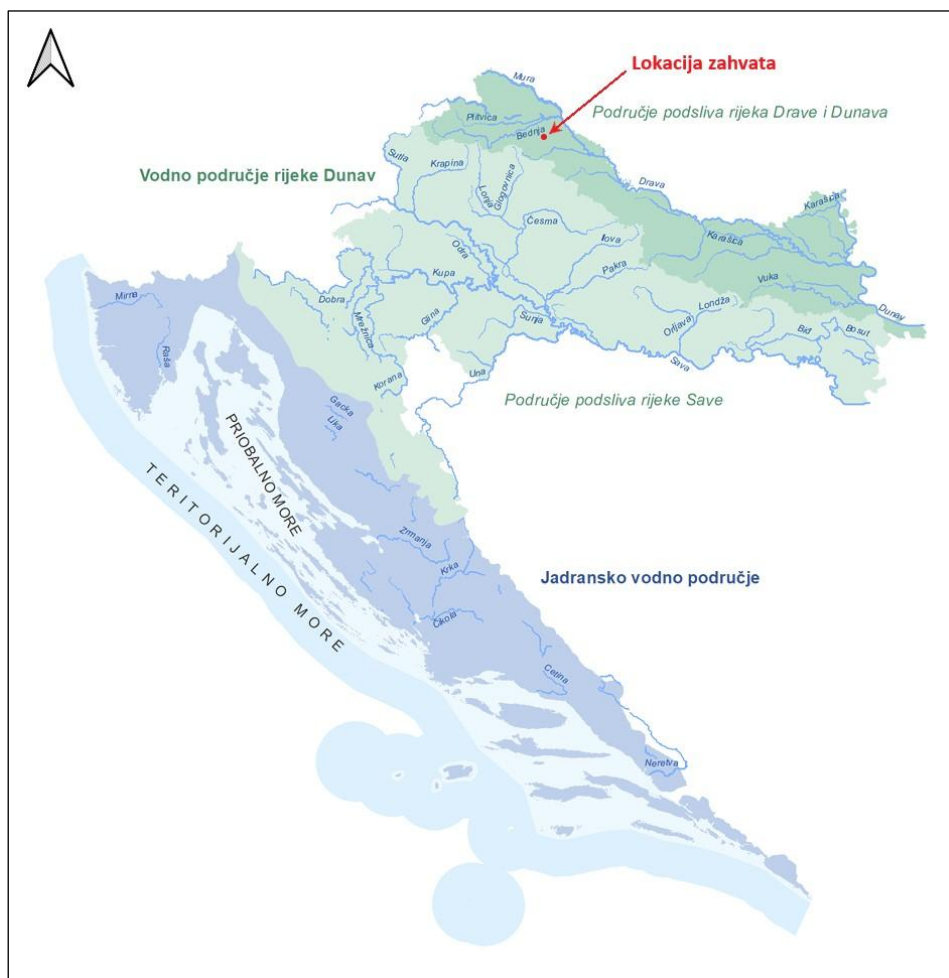 Lokacija zahvata
Mura
Područje podsliva rijeka Drave i Dunava
Plitvica
Bednja
Sutla
Krapina
Lonja
Glogovnica
Vodno područje rijeke Dunav
Drava
Karašica
Česma
Ilova
Karašica
Odra
Pakra
Kupa
Vuka
Mirna
Dobra
Mrežnica
Glina
Sunja
Londža
Orljava
Dunav
Bid
Bosut
Raša
Una
Sava
Korana
Područje podsliva rijeke Save
Gacka
Lika
PRIOBALNO MORE
TERITORIJALNO MORE
Zrmanja
Krka
Jadransko vodno područje
Čikola
Cetina
Neretva